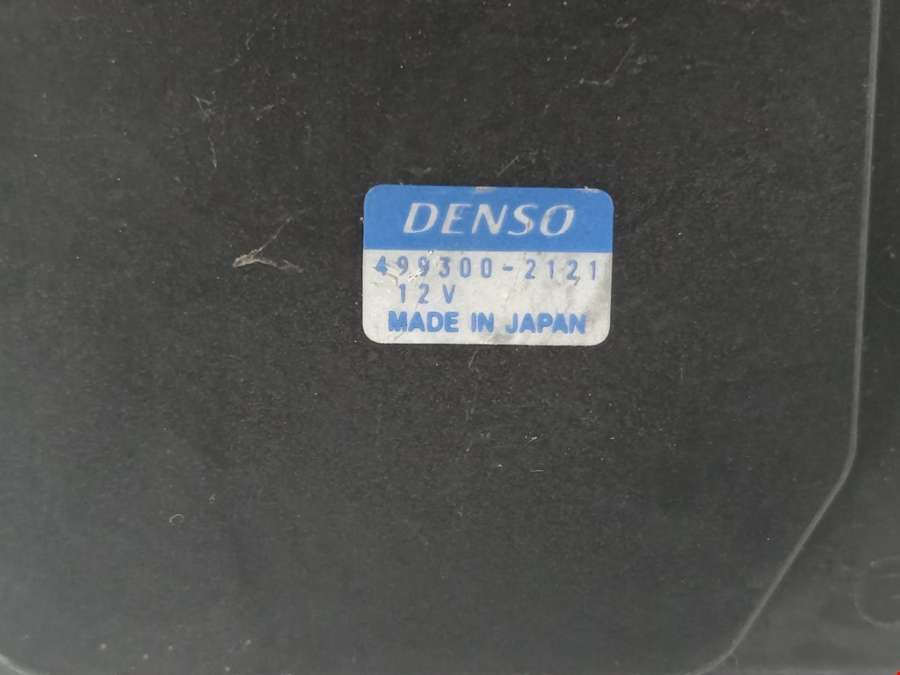 DENSO
499300-2121
12V
MADE IN JAPAN